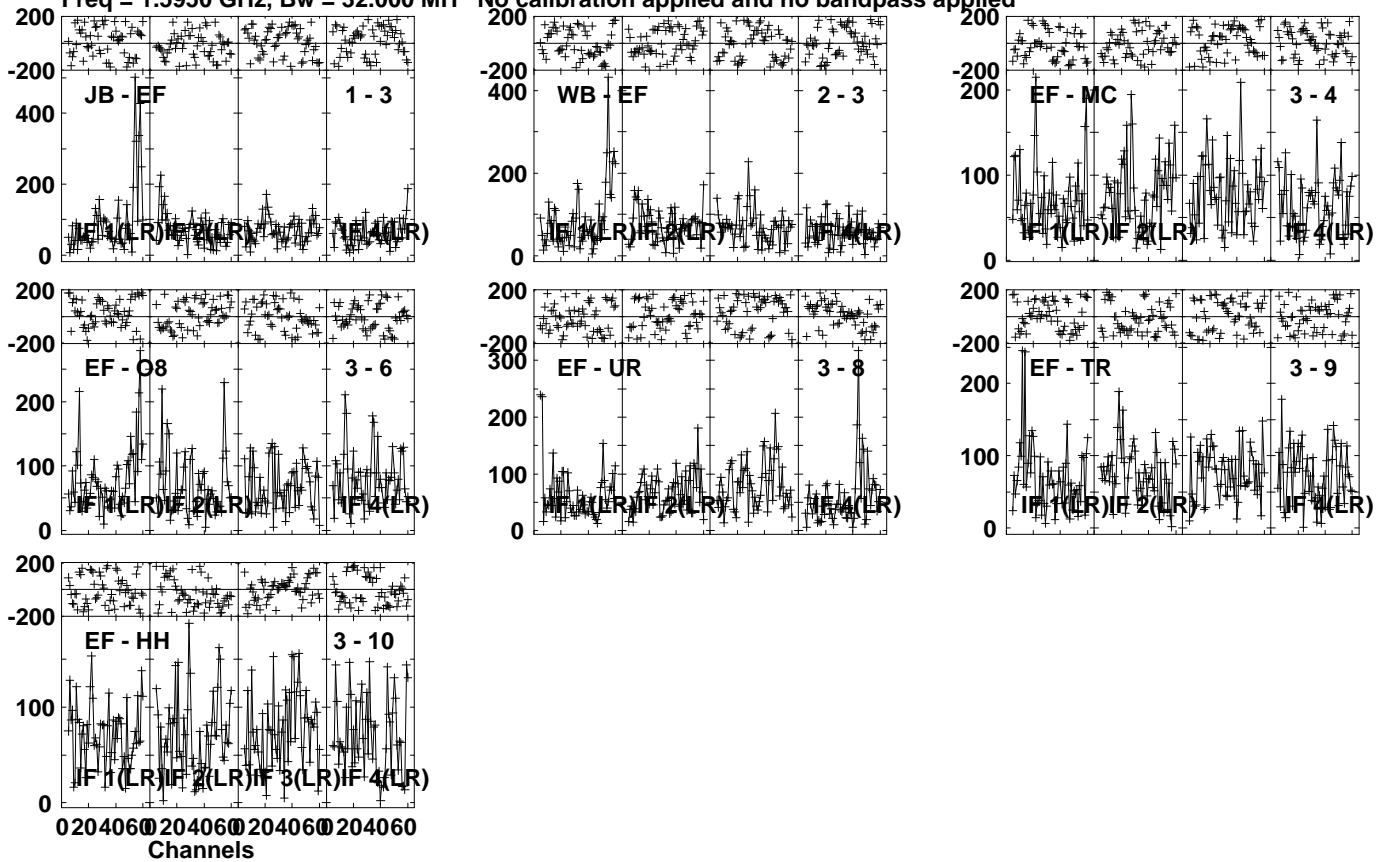 Freq = 1.5950 GHz, Bw = 32.000 MH No calibration applied and no bandpass applied
200
-200
JB - EF 1 - 3
400
200
0
IF 1(LR) IF 2(LR) IF 4(LR)
200
-200
WB - EF 2 - 3
400
200
0
IF 1(LR) IF 2(LR) IF 4(LR)
200
-200
EF - MC 3 - 4
200
100
0
IF 1(LR) IF 2(LR) IF 4(LR)
200
-200
EF - O8 3 - 6
200
100
0
IF 1(LR) IF 2(LR) IF 4(LR)
200
-200
EF - UR 3 - 8
300
200
100
0
IF 1(LR) IF 2(LR) IF 4(LR)
200
-200
EF - TR 3 - 9
200
100
0
IF 1(LR) IF 2(LR) IF 4(LR)
200
-200
EF - HH 3 - 10
100
0
IF 1(LR) IF 2(LR) IF 3(LR) IF 4(LR)
0 20 40 60 0 20 40 60 0 20 40 60 0 20 40 60
Channels